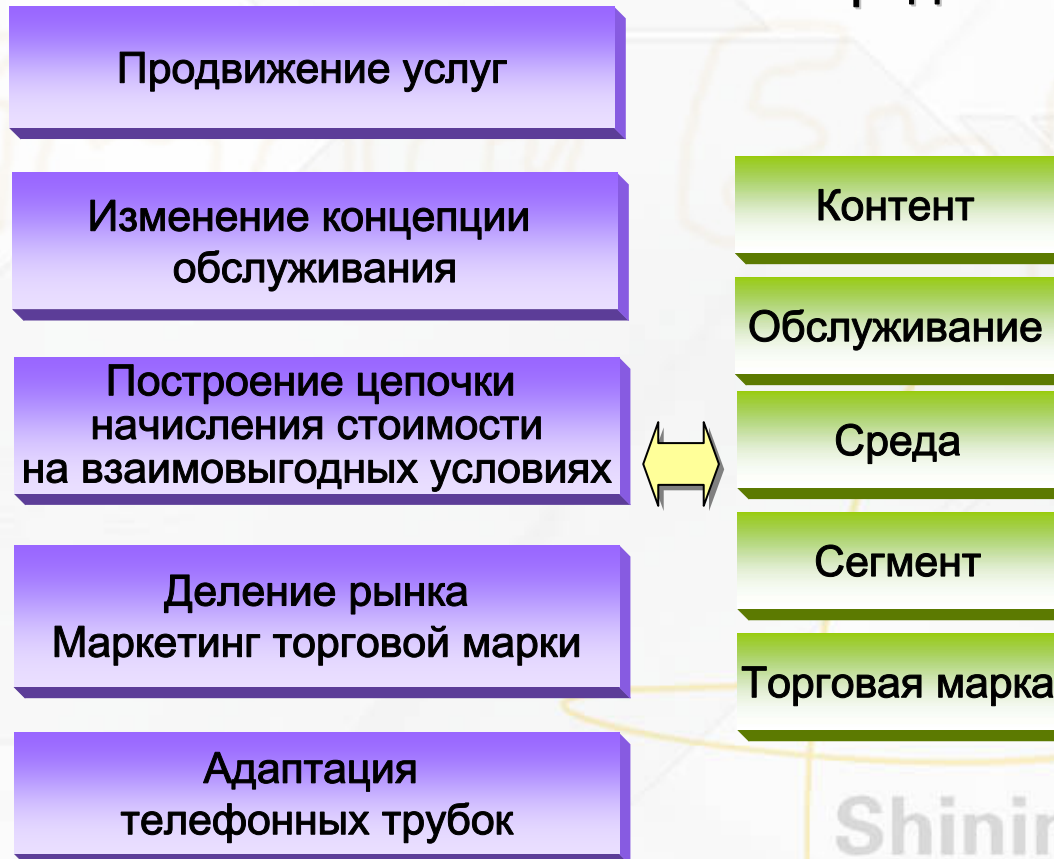 Продвижение услуг
Изменение концепции
обслуживания
Построение цепочки
начисления стоимости
на взаимовыгодных условиях
Деление рынка
Маркетинг торговой марки
Адаптация
телефонных трубок
Контент
Обслуживание
Среда
Сегмент
Торговая марка